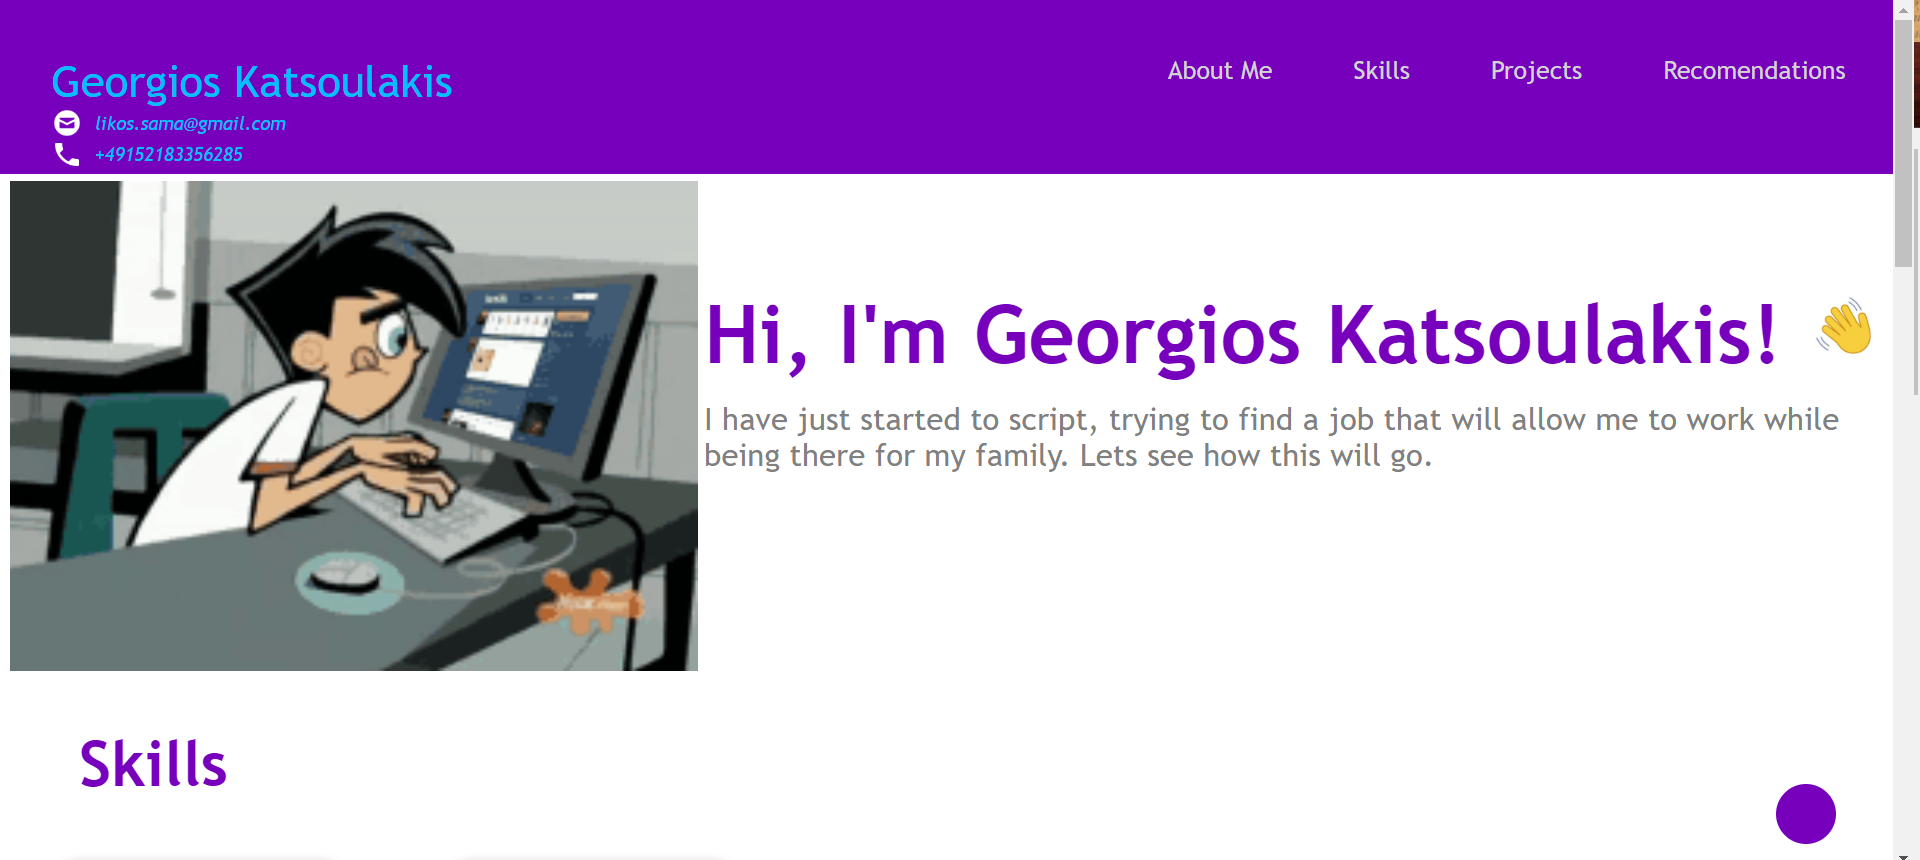 Georgios Katsoulakis
likos.sama@gmail.com
+49152183356285
About Me
Skills
Projects
Recomendations
Hi, I'm Georgios Katsoulakis!
I have just started to script, trying to find a job that will allow me to work while
being there for my family. Lets see how this will go.
Skills